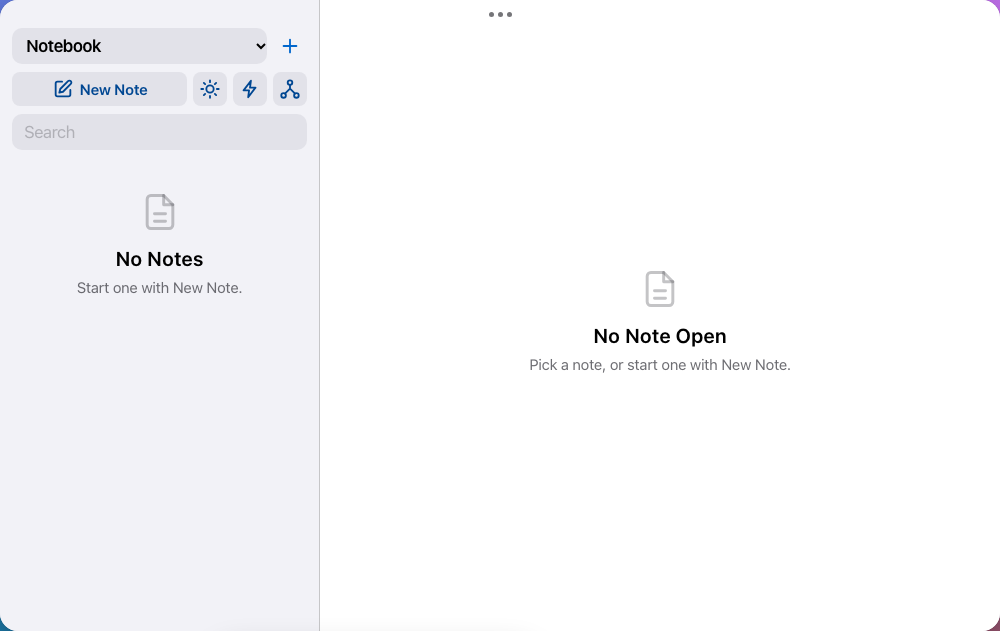 Notebook
New Note
Search
No Notes
Start one with New Note.
No Note Open
Pick a note, or start one with New Note.